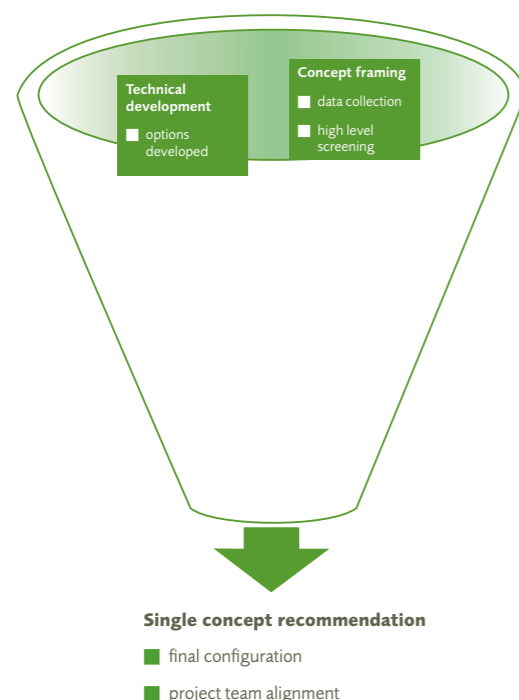 Technical
development
options
developed
Concept framing
data collection
high level
screening
Single concept recommendation
final configuration
project team alignment